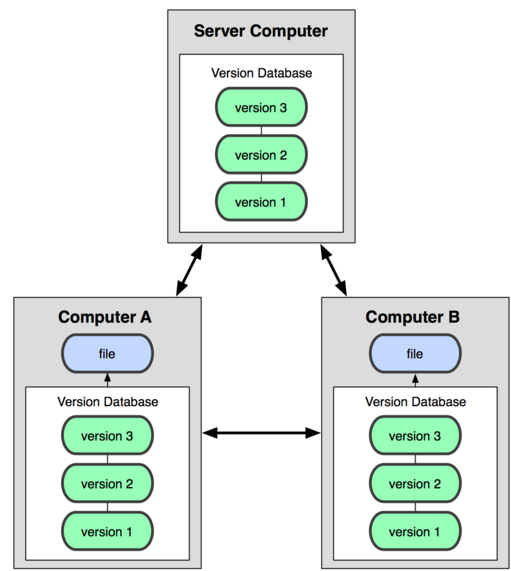 Server Computer
Version Database
version 3
version 2
version 1
Computer A
file
Version Database
version 3
version 2
version 1
Computer B
file
Version Database
version 3
version 2
version 1